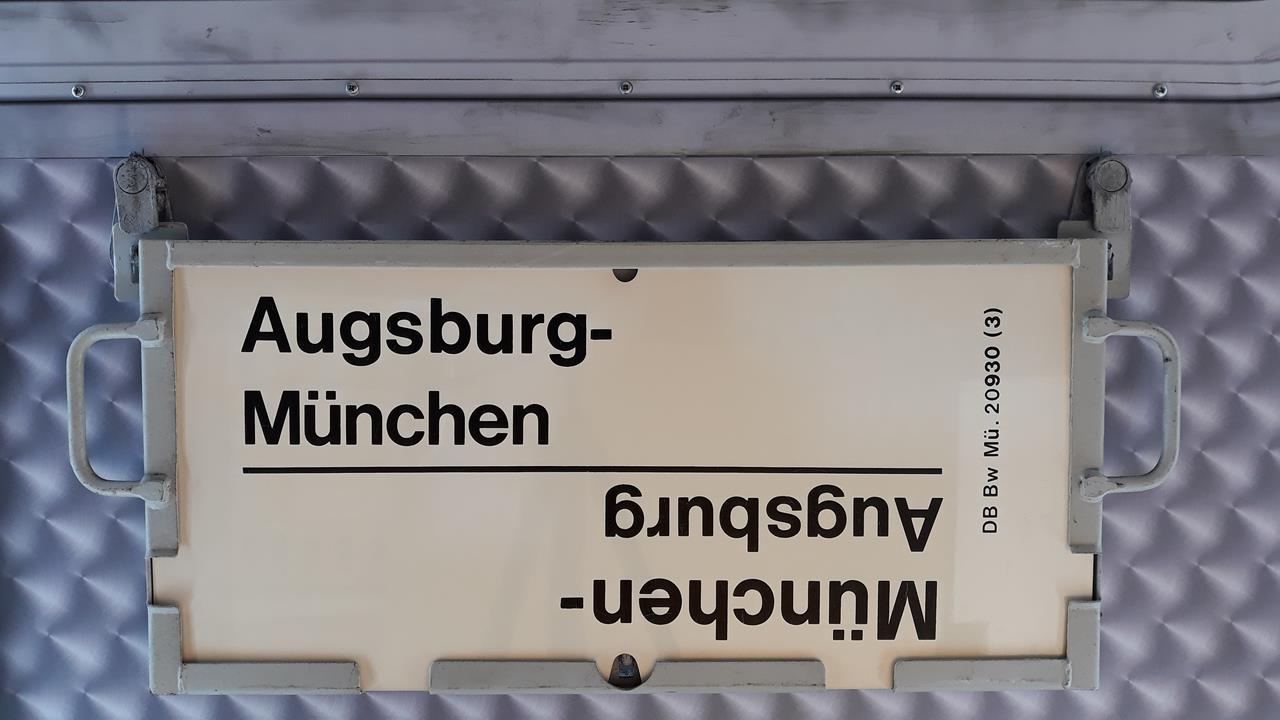 Augsburg-
München
München-
Augsburg
DB Bw Mü. 20930 (3)